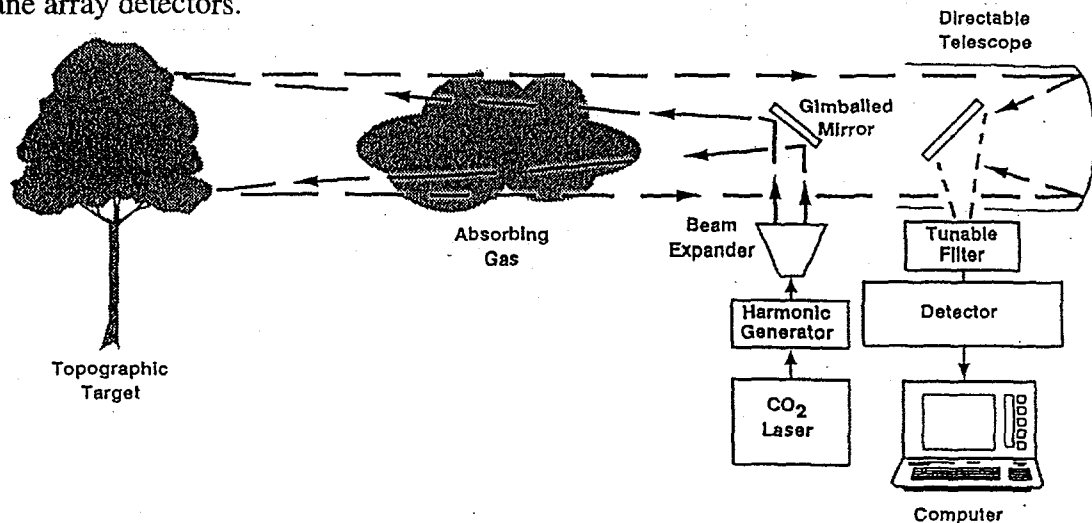 ane array detectors.
Directable
Telescope
Gimballed
Mirror
Absorbing
Gas
Beam
Expander
Tunable
Filter
Harmonic
Generator
Detector
Topographic
Target
CO₂
Laser
Computer